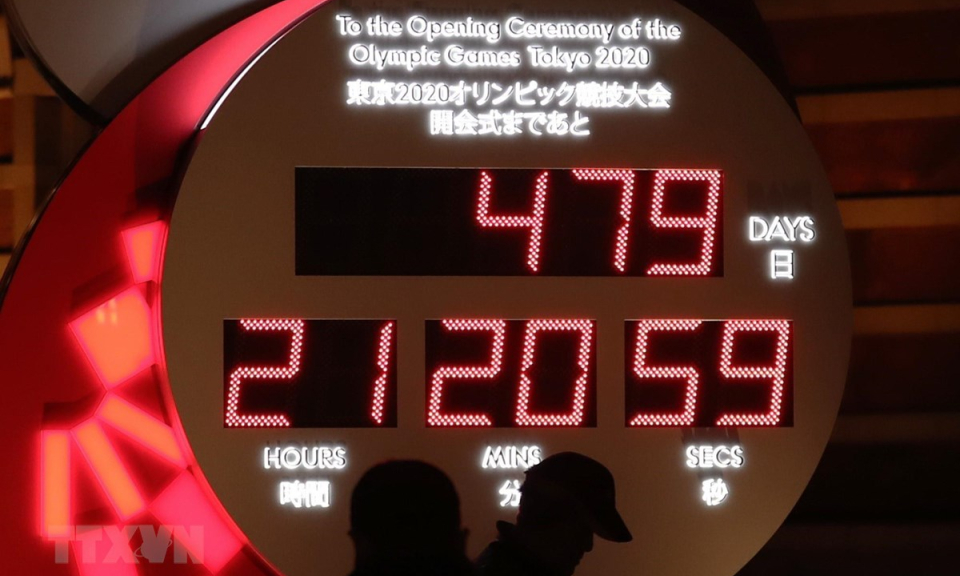 To the Opening Ceremony of the
Olympic Games Tokyo 2020
東京2020オリンピック競技大会
開会式まであと
479
DAYS
日
21 20 59
HOURS MINS SECS
時間 分 秒
TTXVN